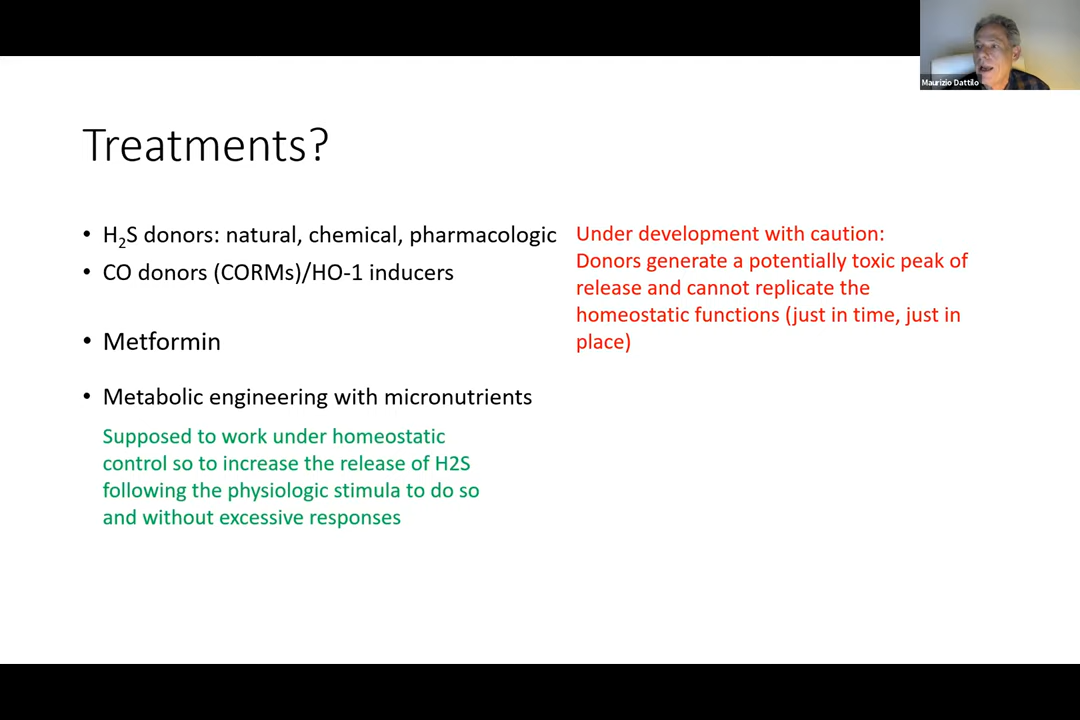 Maurizio Dattilo
Treatments?
• H₂S donors: natural, chemical, pharmacologic
• CO donors (CORMs)/HO-1 inducers
• Metformin
• Metabolic engineering with micronutrients
Supposed to work under homeostatic
control so to increase the release of H2S
following the physiologic stimula to do so
and without excessive responses
Under development with caution:
Donors generate a potentially toxic peak of
release and cannot replicate the
homeostatic functions (just in time, just in
place)